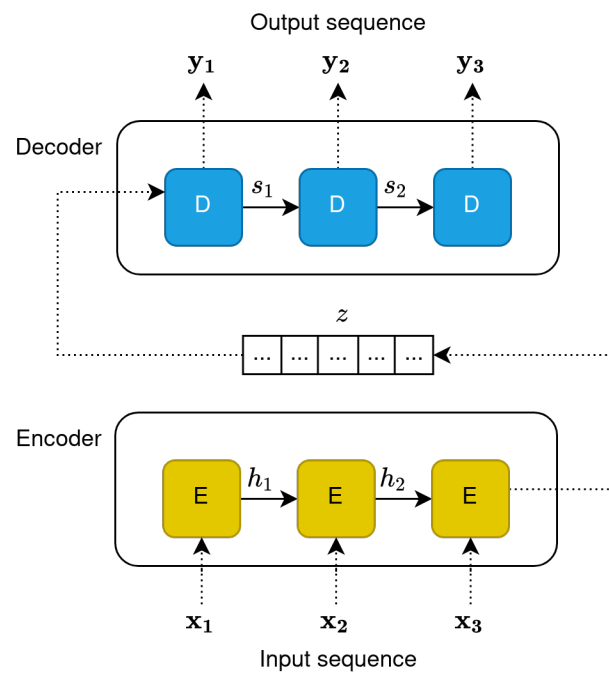 Output sequence
y₁ y₂ y₃
Decoder
D s₁ D s₂ D
z
... ... ... ... ...
Encoder
E h₁ E h₂ E
x₁ x₂ x₃
Input sequence